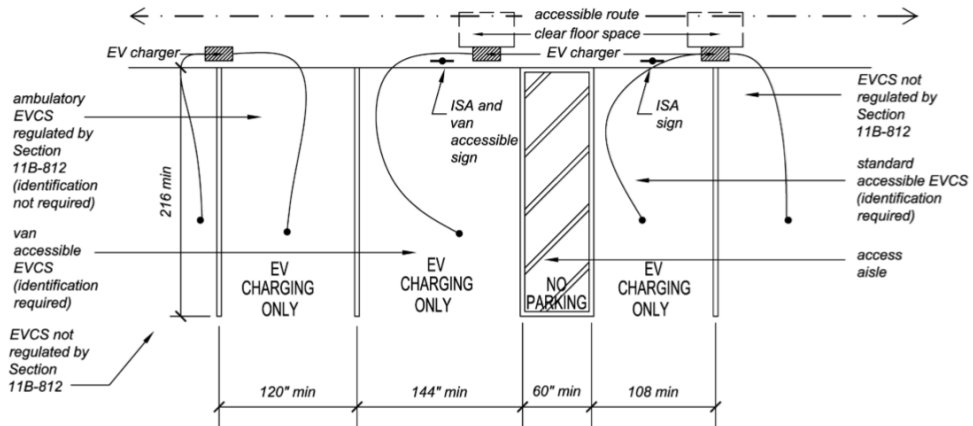 accessible route
clear floor space
EV charger
EV charger
ambulatory
EVCS
regulated by
Section
11B-812
(identification
not required)
ISA and
van
accessible
sign
ISA
sign
EVCS not
regulated by
Section
11B-812
216 min
standard
accessible EVCS
(identification
required)
van
accessible
EVCS
(identification
required)
access
aisle
EV
CHARGING
ONLY
EV
CHARGING
ONLY
NO
PARKING
EV
CHARGING
ONLY
EVCS not
regulated by
Section
11B-812
120" min
144" min
60" min
108 min